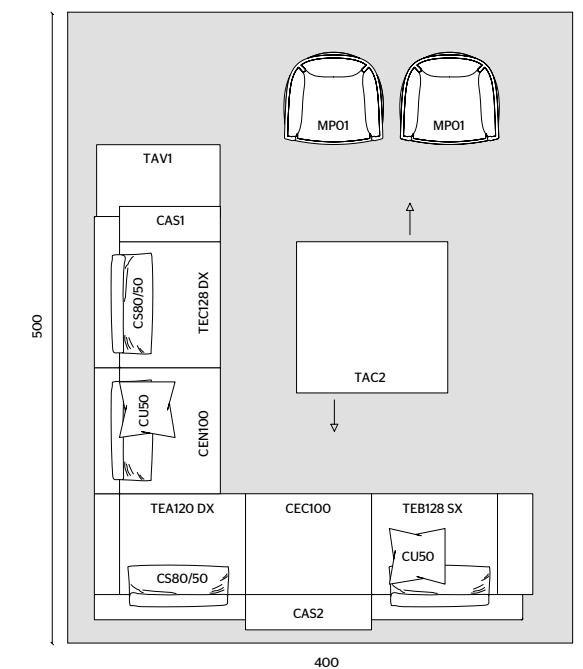 MP01
MP01
TAV1
CAS1
CS80/50
TEC128 DX
500
TAC2
CU50
CEN100
TEA120 DX
CEC100
TEB128 SX
CU50
CS80/50
CAS2
400